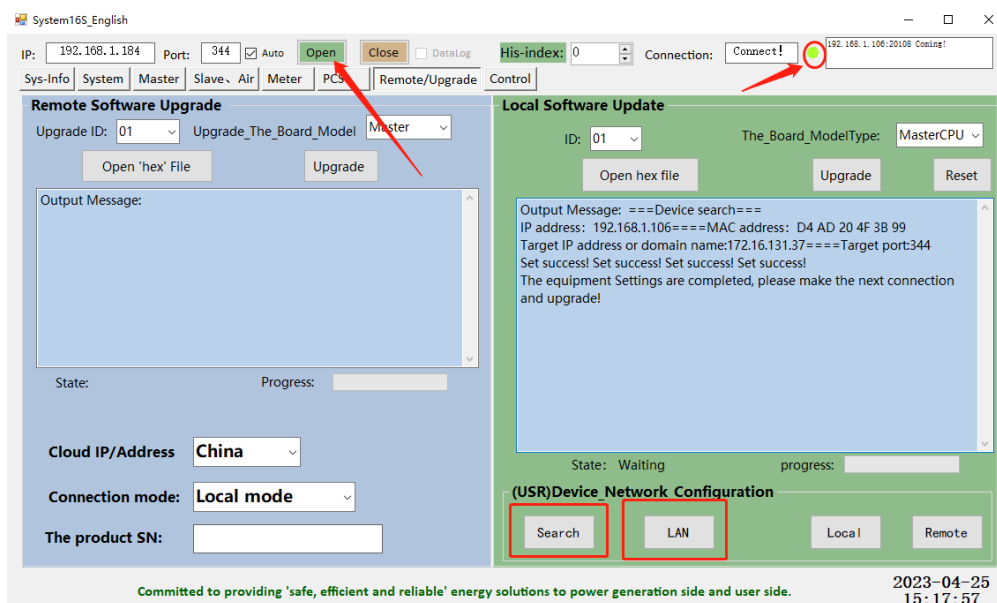 System16S_English
IP: 192.168.1.184 Port: 344 Auto Open Close DataLog His-index: 0 Connection: Connect! 192.168.1.106:20108 Coming!
Sys-Info System Master Slave、Air Meter PCS Remote/Upgrade Control
Remote Software Upgrade
Upgrade ID: 01 Upgrade_The_Board_Model Master
Open 'hex' File Upgrade
Output Message:
State: Progress:
Cloud IP/Address China
Connection mode: Local mode
The product SN:
Local Software Update
ID: 01 The_Board_ModelType: MasterCPU
Open hex file Upgrade Reset
Output Message: ===Device search===
IP address: 192.168.1.106====MAC address: D4 AD 20 4F 3B 99
Target IP address or domain name:172.16.131.37====Target port:344
Set success! Set success! Set success! Set success!
The equipment Settings are completed, please make the next connection
and upgrade!
State: Waiting progress:
(USR)Device_Network Configuration
Search LAN Local Remote
Committed to providing 'safe, efficient and reliable' energy solutions to power generation side and user side.
2023-04-25
15:17:57